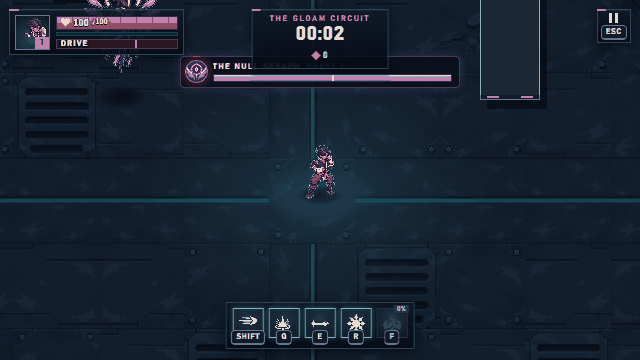 THE GLOAM CIRCUIT
00:02
0
ESC
100/100
1
DRIVE
THE NUL
0%
SHIFT
Q
E
R
F